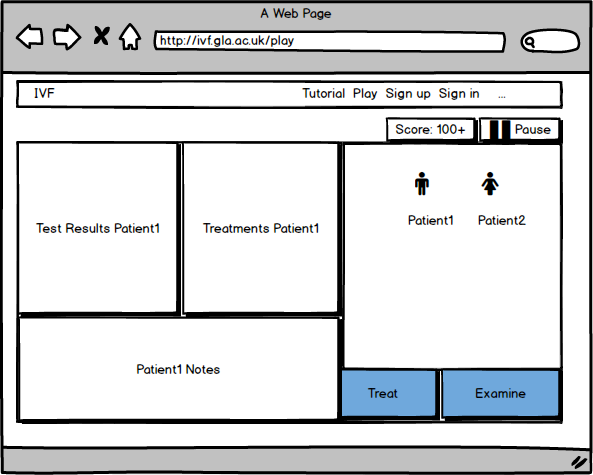 A Web Page
http://ivf.gla.ac.uk/play
IVF Tutorial Play Sign up Sign in ...
Score: 100+ Pause
Test Results Patient1
Treatments Patient1
Patient1 Patient2
Patient1 Notes
Treat Examine